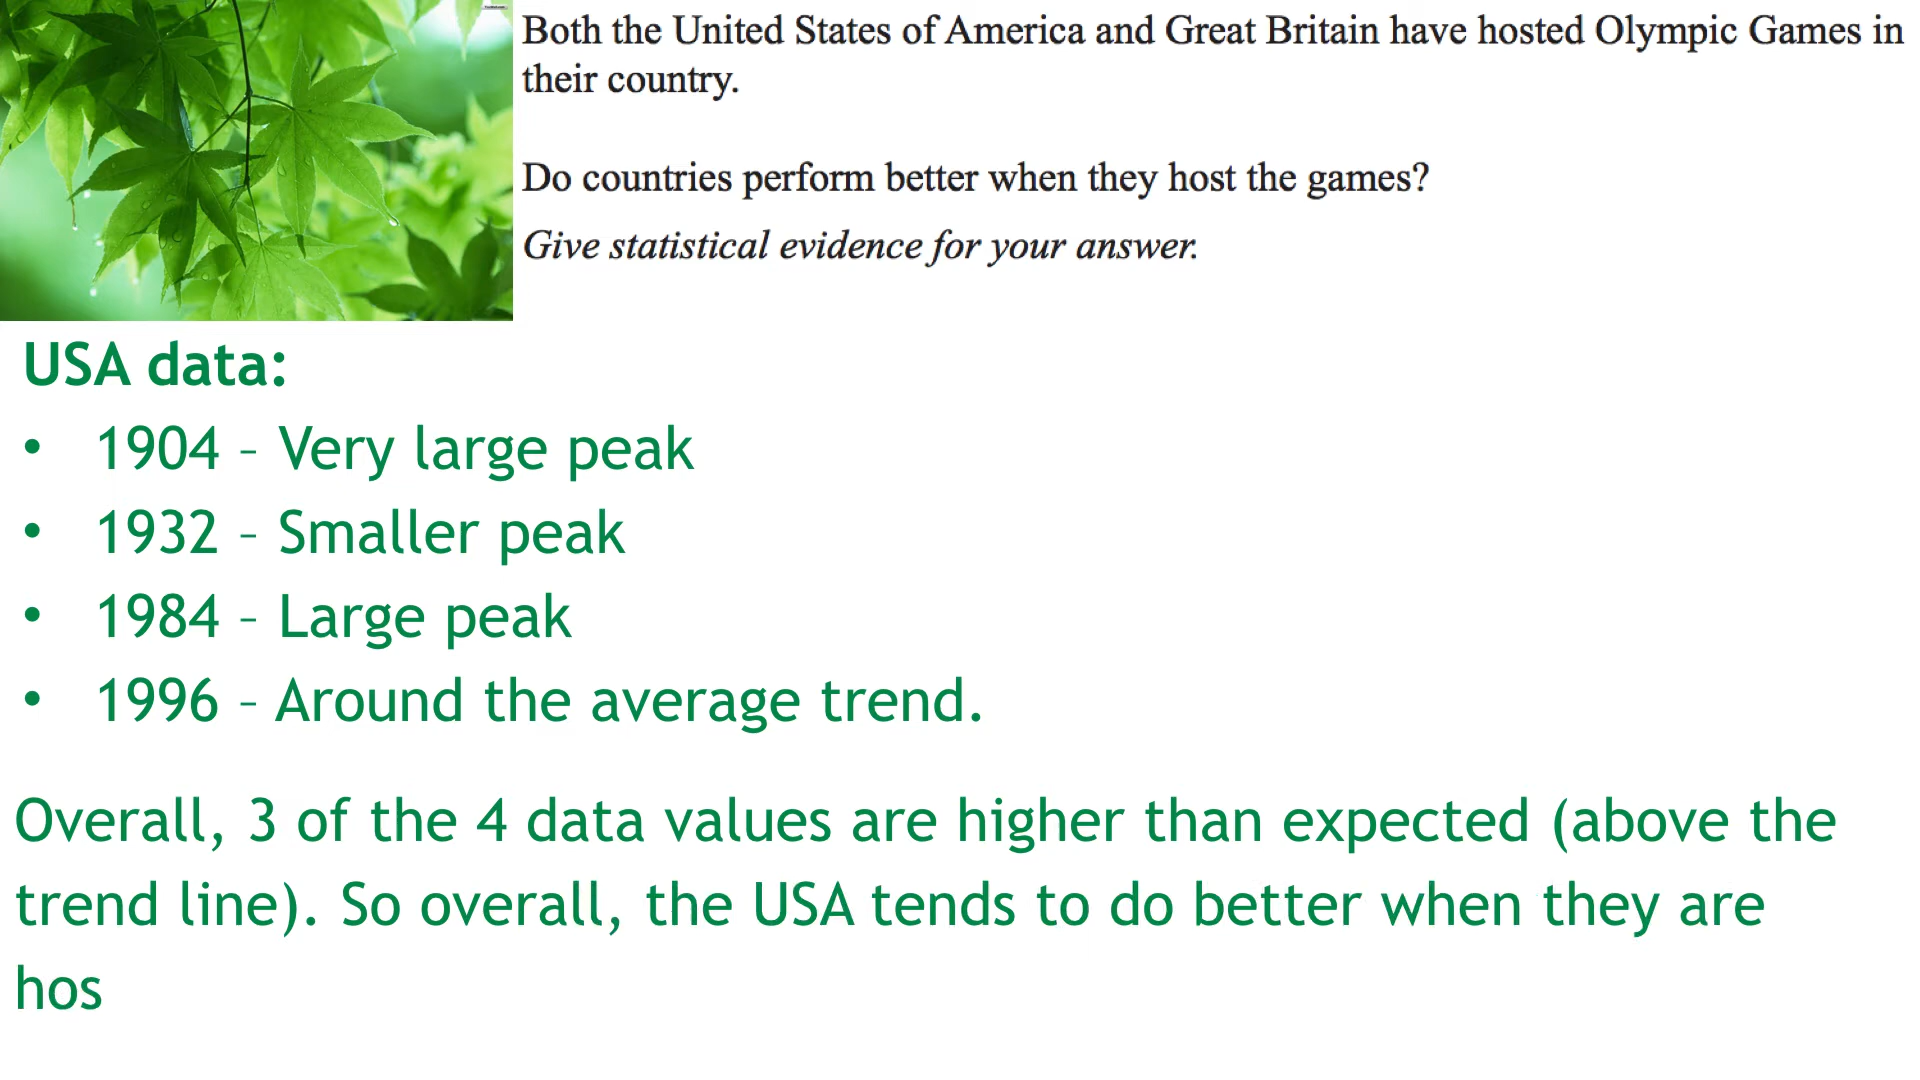 Both the United States of America and Great Britain have hosted Olympic Games in
their country.
Do countries perform better when they host the games?
Give statistical evidence for your answer.
USA data:
• 1904 – Very large peak
• 1932 – Smaller peak
• 1984 – Large peak
• 1996 – Around the average trend.
Overall, 3 of the 4 data values are higher than expected (above the
trend line). So overall, the USA tends to do better when they are
hos